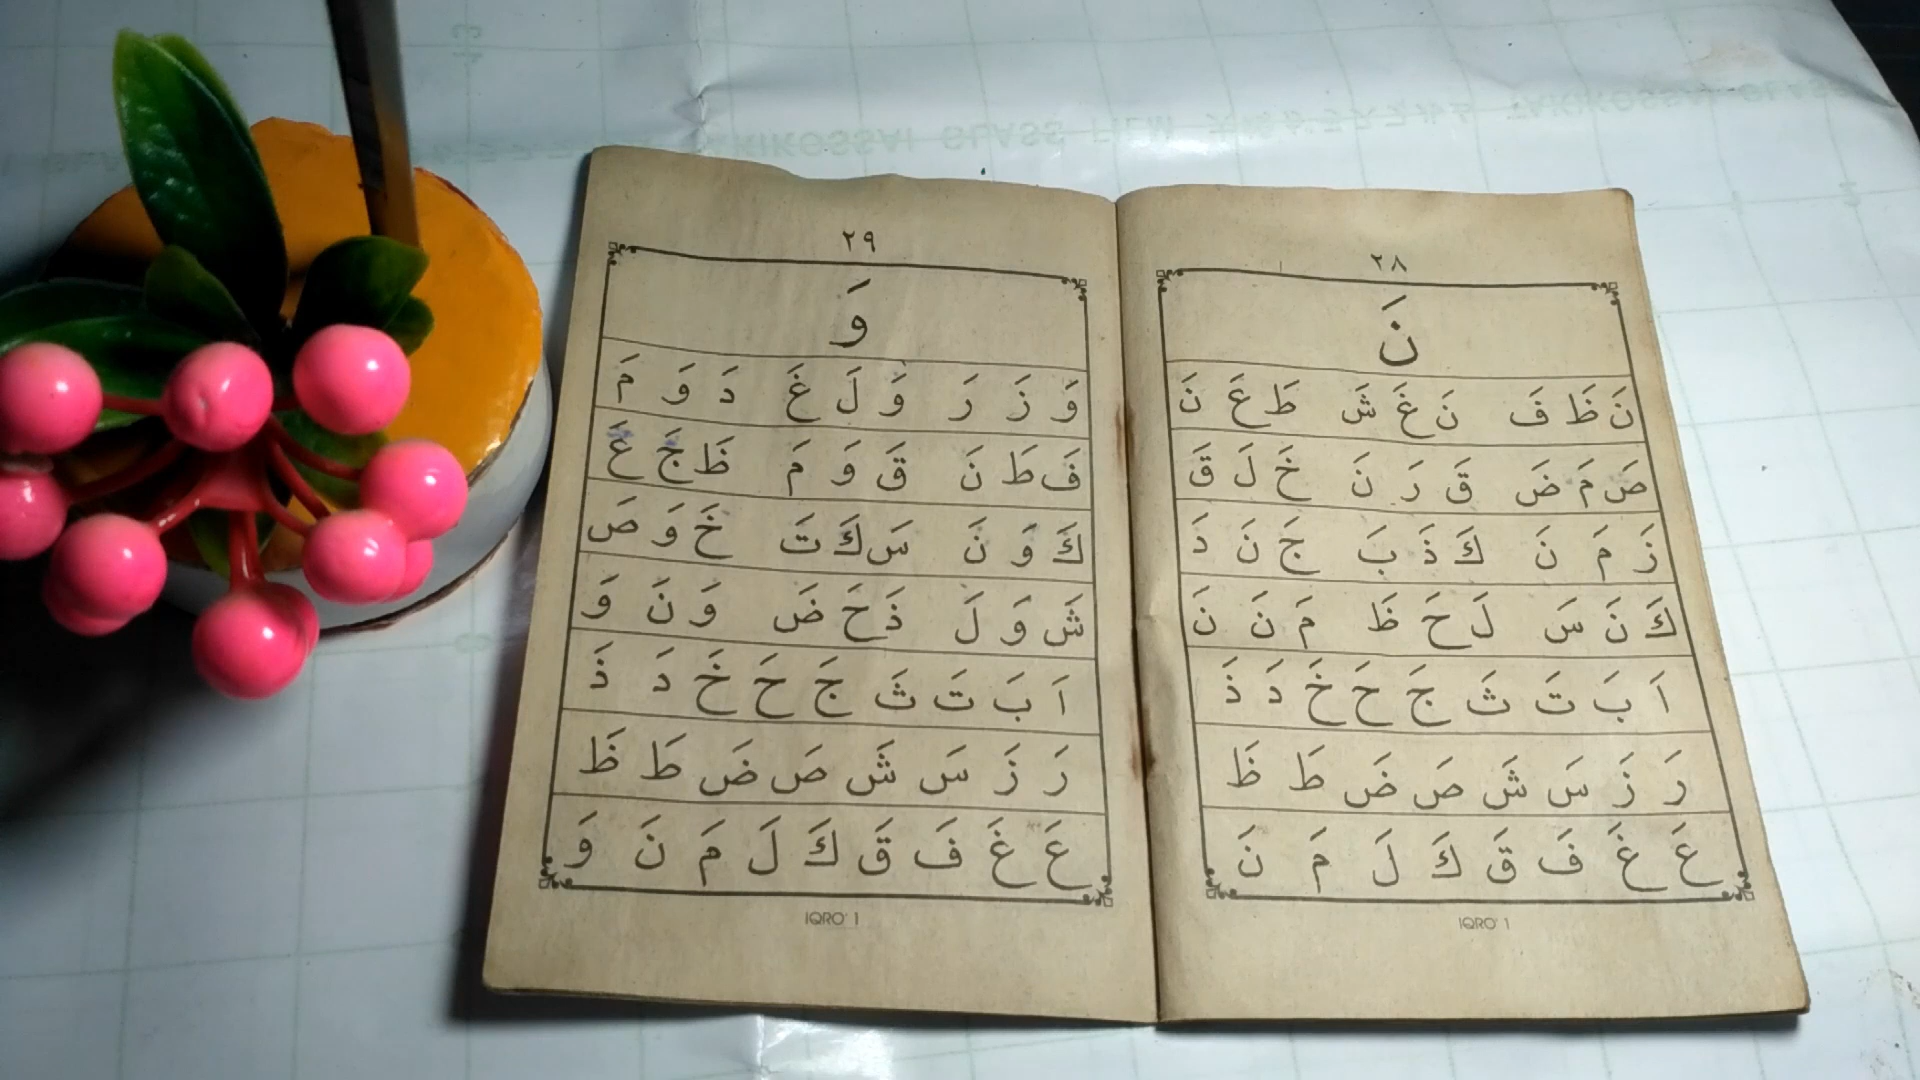 ٢٨
نَ
نَ ظَ فَ نَ غَ شَ طَ عَ نَ
صَ مَ ضَ قَ رَ نَ خَ لَ قَ
زَ مَ نَ كَ ذَ بَ جَ نَ دَ
كَ نَ سَ لَ حَ ظَ مَ نَ نَ
اَ بَ تَ ثَ جَ حَ خَ دَ ذَ
رَ زَ سَ شَ صَ ضَ طَ ظَ
عَ غَ فَ قَ كَ لَ مَ نَ
IQRO' 1
٢٩
وَ
وَ زَ رَ وَ لَ غَ دَ وَ مَ
فَ طَ نَ قَ وَ مَ ظَ جَ عَ
كَ وَ نَ سَ كَ تَ خَ وَ صَ
شَ وَ لَ ذَ حَ ضَ وَ نَ وَ
اَ بَ تَ ثَ جَ حَ خَ دَ ذَ
رَ زَ سَ شَ صَ ضَ طَ ظَ
عَ غَ فَ قَ كَ لَ مَ نَ وَ
IQRO' 1